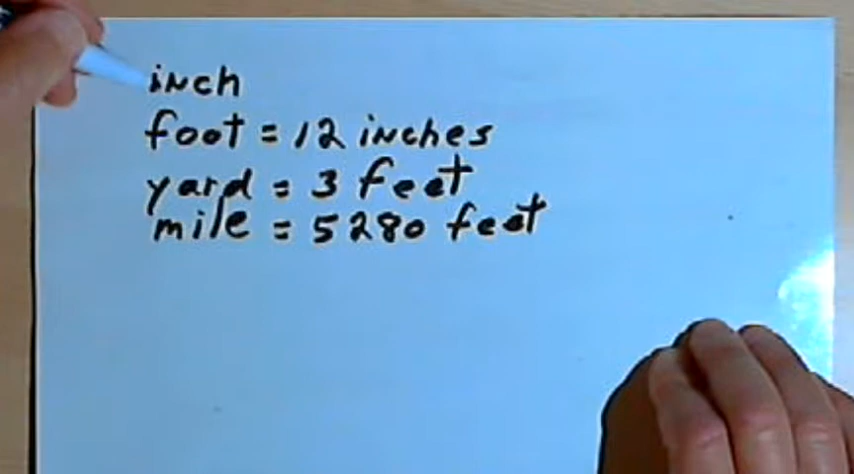 inch
foot = 12 inches
yard = 3 feet
mile = 5280 feet